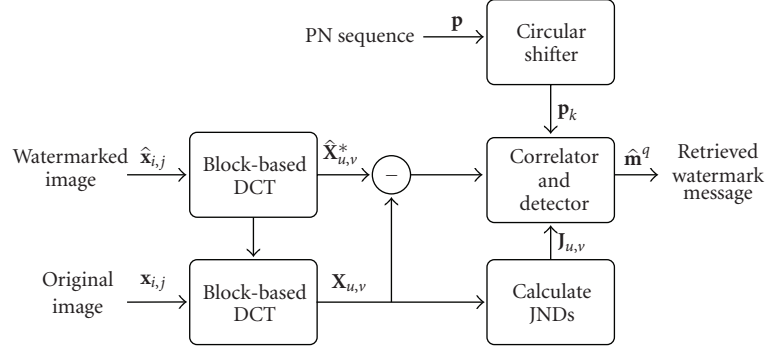 PN sequence
p
Circular
shifter
p_k
Watermarked
image
x̂_{i,j}
Block-based
DCT
X̂*_{u,v}
−
Correlator
and
detector
m̂^q
Retrieved
watermark
message
J_{u,v}
Original
image
x_{i,j}
Block-based
DCT
X_{u,v}
Calculate
JNDs